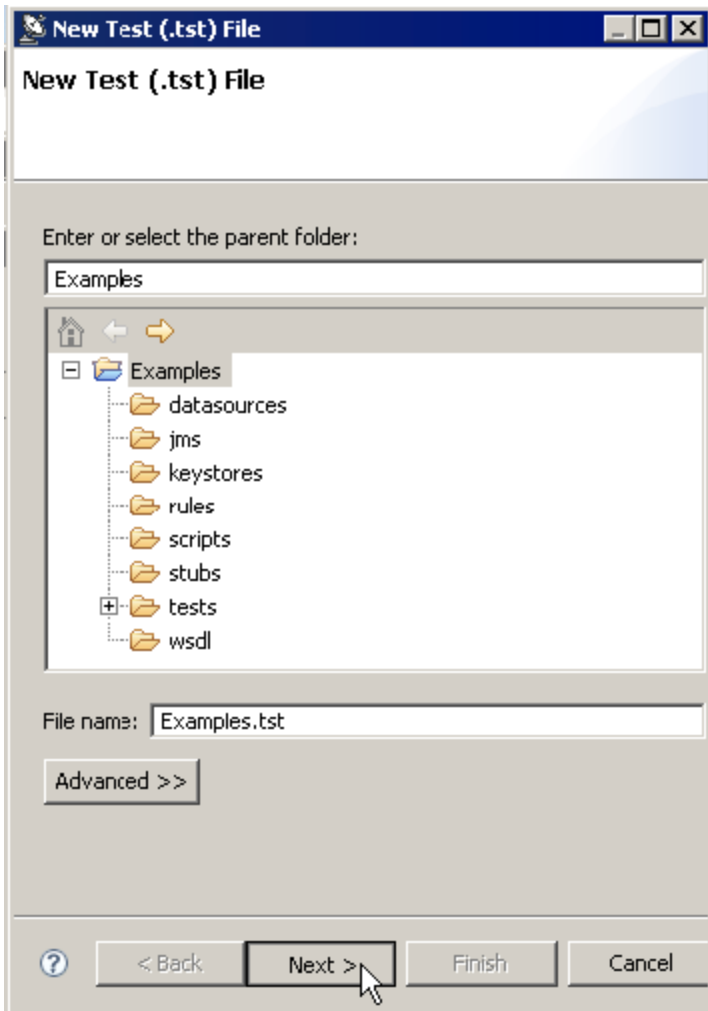 New Test (.tst) File
New Test (.tst) File
Enter or select the parent folder:
Examples
Examples
datasources
jms
keystores
rules
scripts
stubs
tests
wsdl
File name: Examples.tst
Advanced >>
< Back Next > Finish Cancel